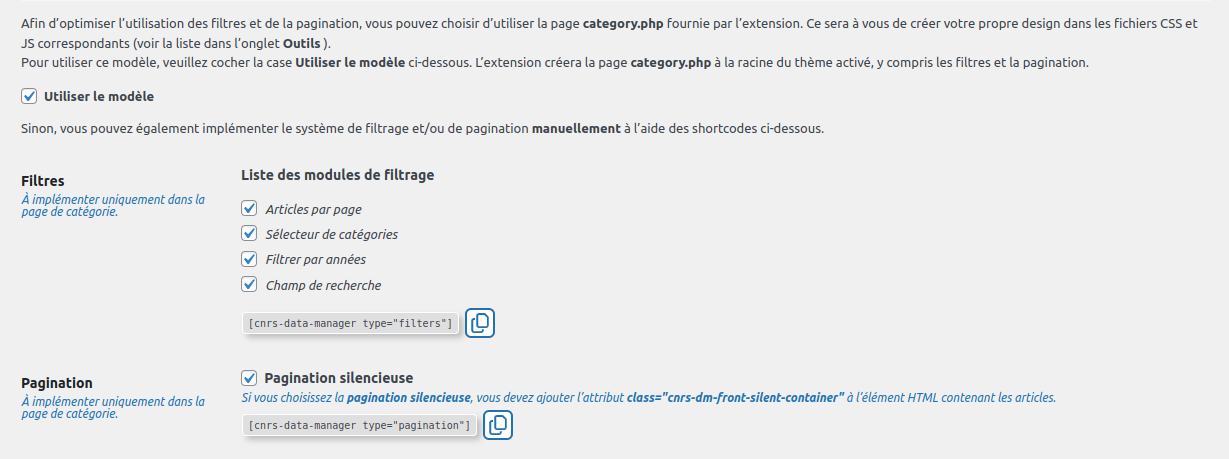 Afin d’optimiser l’utilisation des filtres et de la pagination, vous pouvez choisir d’utiliser la page category.php fournie par l’extension. Ce sera à vous de créer votre propre design dans les fichiers CSS et
JS correspondants (voir la liste dans l’onglet Outils ).
Pour utiliser ce modèle, veuillez cocher la case Utiliser le modèle ci-dessous. L’extension créera la page category.php à la racine du thème activé, y compris les filtres et la pagination.
Utiliser le modèle
Sinon, vous pouvez également implémenter le système de filtrage et/ou de pagination manuellement à l’aide des shortcodes ci-dessous.
Filtres
À implémenter uniquement dans la
page de catégorie.
Liste des modules de filtrage
Articles par page
Sélecteur de catégories
Filtrer par années
Champ de recherche
[cnrs-data-manager type="filters"]
Pagination
À implémenter uniquement dans la
page de catégorie.
Pagination silencieuse
Si vous choisissez la pagination silencieuse, vous devez ajouter l’attribut class="cnrs-dm-front-silent-container" à l’élément HTML contenant les articles.
[cnrs-data-manager type="pagination"]